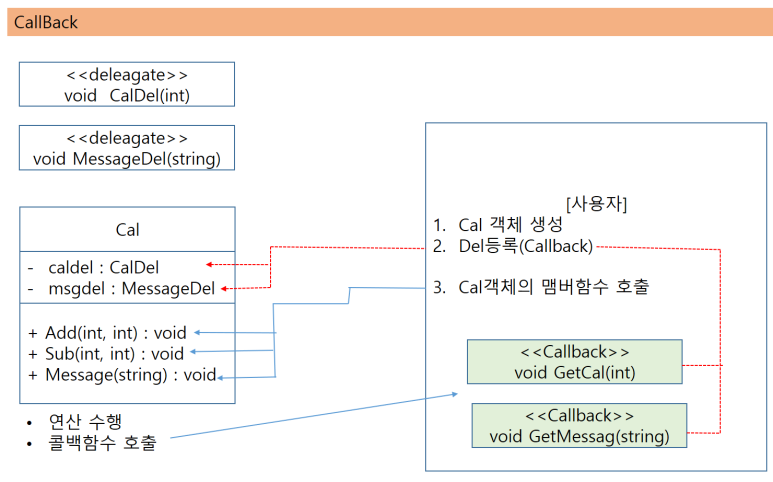 CallBack
<<deleagate>>
void CalDel(int)
<<deleagate>>
void MessageDel(string)
Cal
- caldel : CalDel
- msgdel : MessageDel
+ Add(int, int) : void
+ Sub(int, int) : void
+ Message(string) : void
• 연산 수행
• 콜백함수 호출
[사용자]
1. Cal 객체 생성
2. Del등록(Callback)
3. Cal객체의 맴버함수 호출
<<Callback>>
void GetCal(int)
<<Callback>>
void GetMessag(string)